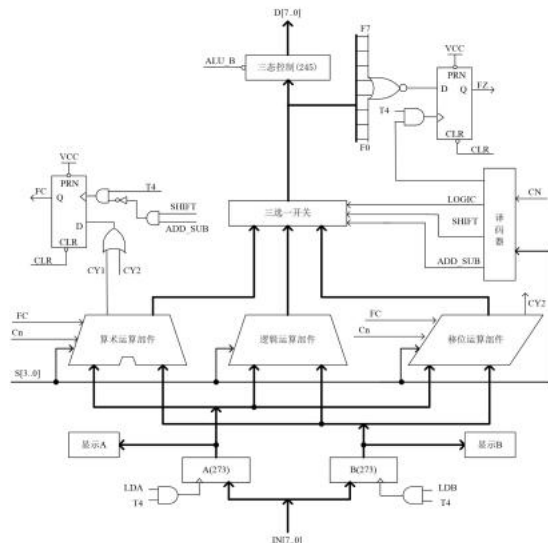 D[7..0]
ALU_B
三态控制(245)
F7
F0
VCC
PRN
D
Q
FZ
T4
CLR
CLR
VCC
PRN
FC
Q
D
T4
SHIFT
ADD_SUB
CLR
CLR
CY1
CY2
三选一开关
LOGIC
SHIFT
ADD_SUB
译码器
CN
CY2
FC
Cn
算术运算部件
逻辑运算部件
FC
Cn
移位运算部件
S[3..0]
显示A
显示B
A(273)
B(273)
LDA
T4
LDB
T4
IN[7..0]